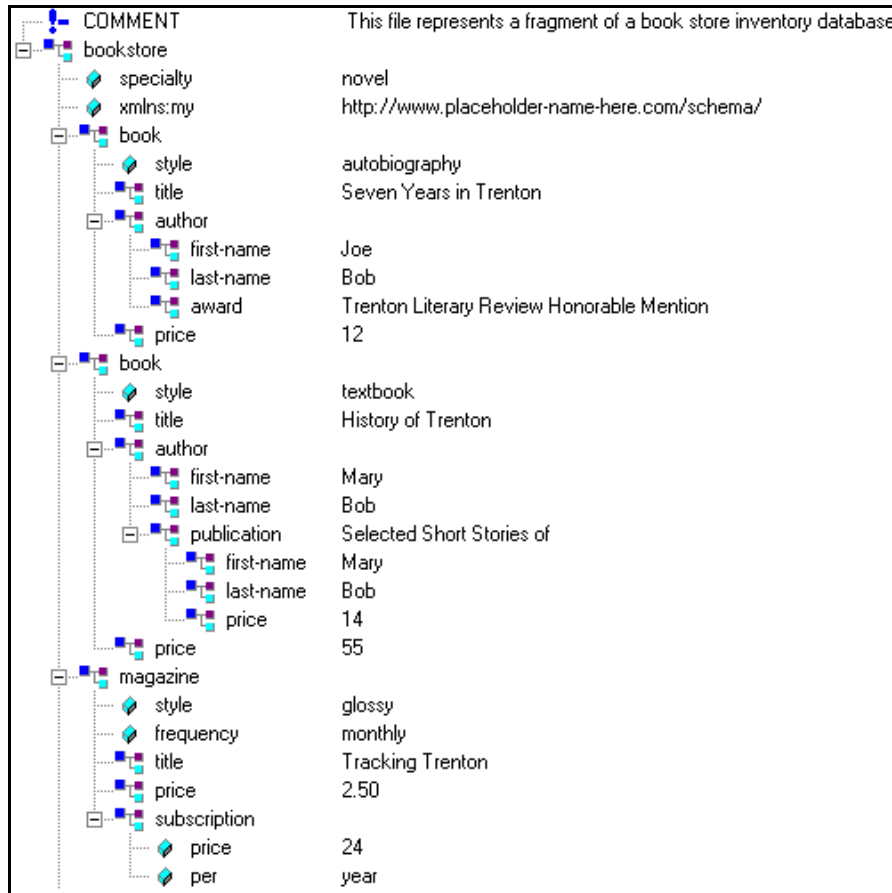 COMMENT This file represents a fragment of a book store inventory database
bookstore
specialty novel
xmlns:my http://www.placeholder-name-here.com/schema/
book
style autobiography
title Seven Years in Trenton
author
first-name Joe
last-name Bob
award Trenton Literary Review Honorable Mention
price 12
book
style textbook
title History of Trenton
author
first-name Mary
last-name Bob
publication Selected Short Stories of
first-name Mary
last-name Bob
price 14
price 55
magazine
style glossy
frequency monthly
title Tracking Trenton
price 2.50
subscription
price 24
per year